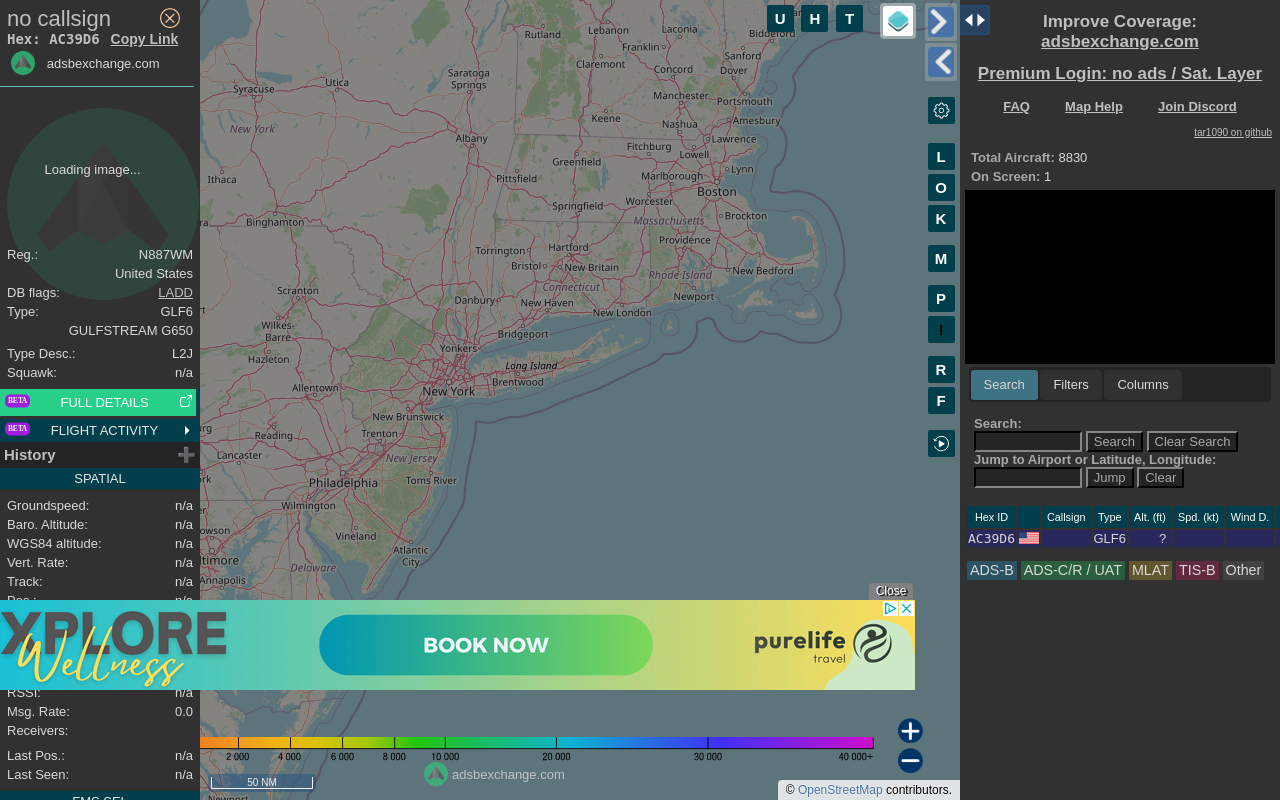 no callsign
Hex: AC39D6 Copy Link
adsbexchange.com
Loading image...
Reg.: N887WM
United States
DB flags: LADD
Type: GLF6
GULFSTREAM G650
Type Desc.: L2J
Squawk: n/a
BETA FULL DETAILS
BETA FLIGHT ACTIVITY
History
SPATIAL
Groundspeed: n/a
Baro. Altitude: n/a
WGS84 altitude: n/a
Vert. Rate: n/a
Track: n/a
Pos.: n/a
RSSI: n/a
Msg. Rate: 0.0
Receivers:
Last Pos.: n/a
Last Seen: n/a
FMS SEL
U H T
L
O
K
M
P
I
R
F
Rutland
Lebanon
Laconia
Biddeford
Franklin
Claremont
Sanford
Concord
Dover
Saratoga
Springs
Utica
Syracuse
Manchester
Portsmouth
Keene
Nashua
Amesbury
New York
Albany
Lawrence
Fitchburg
Lowell
Greenfield
Lynn
Ithaca
Pittsfield
Marlborough
Boston
Worcester
Springfield
Massachusetts
Brockton
Binghamton
Providence
Torrington
Hartford
Bristol
New Britain
Rhode Island
New Bedford
Connecticut
Newport
Scranton
Danbury
New Haven
New London
Wilkes-
Barre
Bridgeport
Hazleton
Yonkers
Long Island
Brentwood
Allentown
New York
New Brunswick
Reading
Trenton
Lancaster
New Jersey
Toms River
Philadelphia
Wilmington
Vineland
Atlantic
City
Delaware
Annapolis
Close
XPLORE
Wellness
BOOK NOW
purelife
travel
2 000 4 000 6 000 8 000 10 000 20 000 30 000 40 000+
adsbexchange.com
50 NM
Newport
© OpenStreetMap contributors.
Improve Coverage:
adsbexchange.com
Premium Login: no ads / Sat. Layer
FAQ Map Help Join Discord
tar1090 on github
Total Aircraft: 8830
On Screen: 1
Search Filters Columns
Search:
Search Clear Search
Jump to Airport or Latitude, Longitude:
Jump Clear
Hex ID Callsign Type Alt. (ft) Spd. (kt) Wind D.
AC39D6 GLF6 ?
ADS-B ADS-C/R / UAT MLAT TIS-B Other